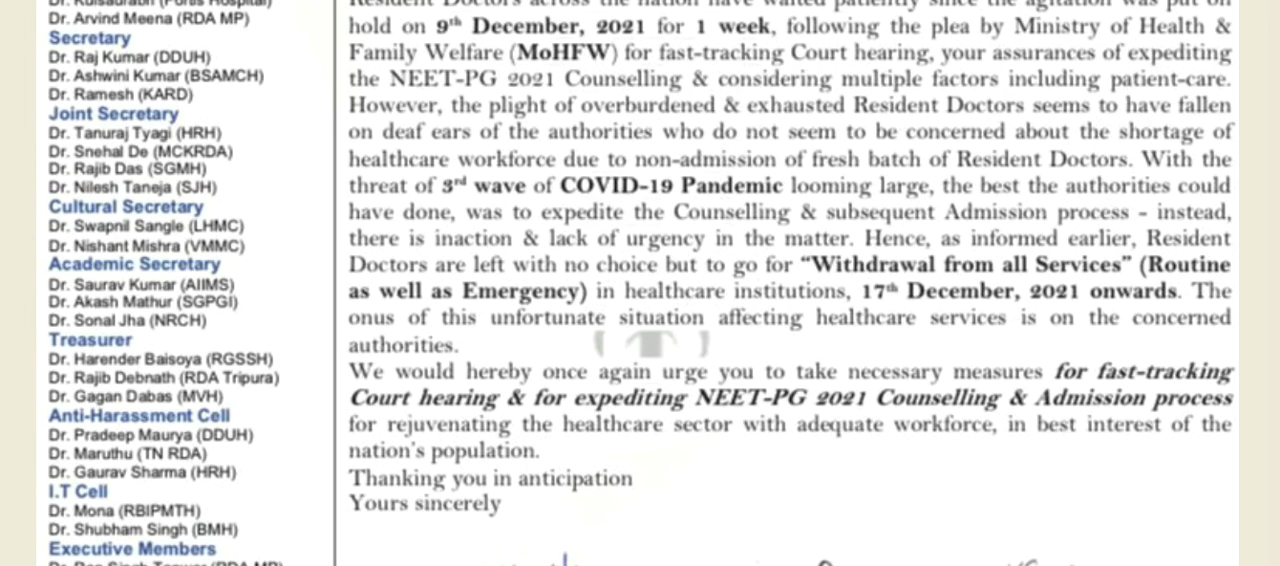 Dr. Arvind Meena (RDA MP)
Secretary
Dr. Raj Kumar (DDUH)
Dr. Ashwini Kumar (BSAMCH)
Dr. Ramesh (KARD)
Joint Secretary
Dr. Tanuraj Tyagi (HRH)
Dr. Snehal De (MCKRDA)
Dr. Rajib Das (SGMH)
Dr. Nilesh Taneja (SJH)
Cultural Secretary
Dr. Swapnil Sangle (LHMC)
Dr. Nishant Mishra (VMMC)
Academic Secretary
Dr. Saurav Kumar (AIIMS)
Dr. Akash Mathur (SGPGI)
Dr. Sonal Jha (NRCH)
Treasurer
Dr. Harender Baisoya (RGSSH)
Dr. Rajib Debnath (RDA Tripura)
Dr. Gagan Dabas (MVH)
Anti-Harassment Cell
Dr. Pradeep Maurya (DDUH)
Dr. Maruthu (TN RDA)
Dr. Gaurav Sharma (HRH)
I.T Cell
Dr. Mona (RBIPMTH)
Dr. Shubham Singh (BMH)
Executive Members
hold on 9th December, 2021 for 1 week, following the plea by Ministry of Health &
Family Welfare (MoHFW) for fast-tracking Court hearing, your assurances of expediting
the NEET-PG 2021 Counselling & considering multiple factors including patient-care.
However, the plight of overburdened & exhausted Resident Doctors seems to have fallen
on deaf ears of the authorities who do not seem to be concerned about the shortage of
healthcare workforce due to non-admission of fresh batch of Resident Doctors. With the
threat of 3rd wave of COVID-19 Pandemic looming large, the best the authorities could
have done, was to expedite the Counselling & subsequent Admission process - instead,
there is inaction & lack of urgency in the matter. Hence, as informed earlier, Resident
Doctors are left with no choice but to go for “Withdrawal from all Services” (Routine
as well as Emergency) in healthcare institutions, 17th December, 2021 onwards. The
onus of this unfortunate situation affecting healthcare services is on the concerned
authorities.
We would hereby once again urge you to take necessary measures for fast-tracking
Court hearing & for expediting NEET-PG 2021 Counselling & Admission process
for rejuvenating the healthcare sector with adequate workforce, in best interest of the
nation's population.
Thanking you in anticipation
Yours sincerely